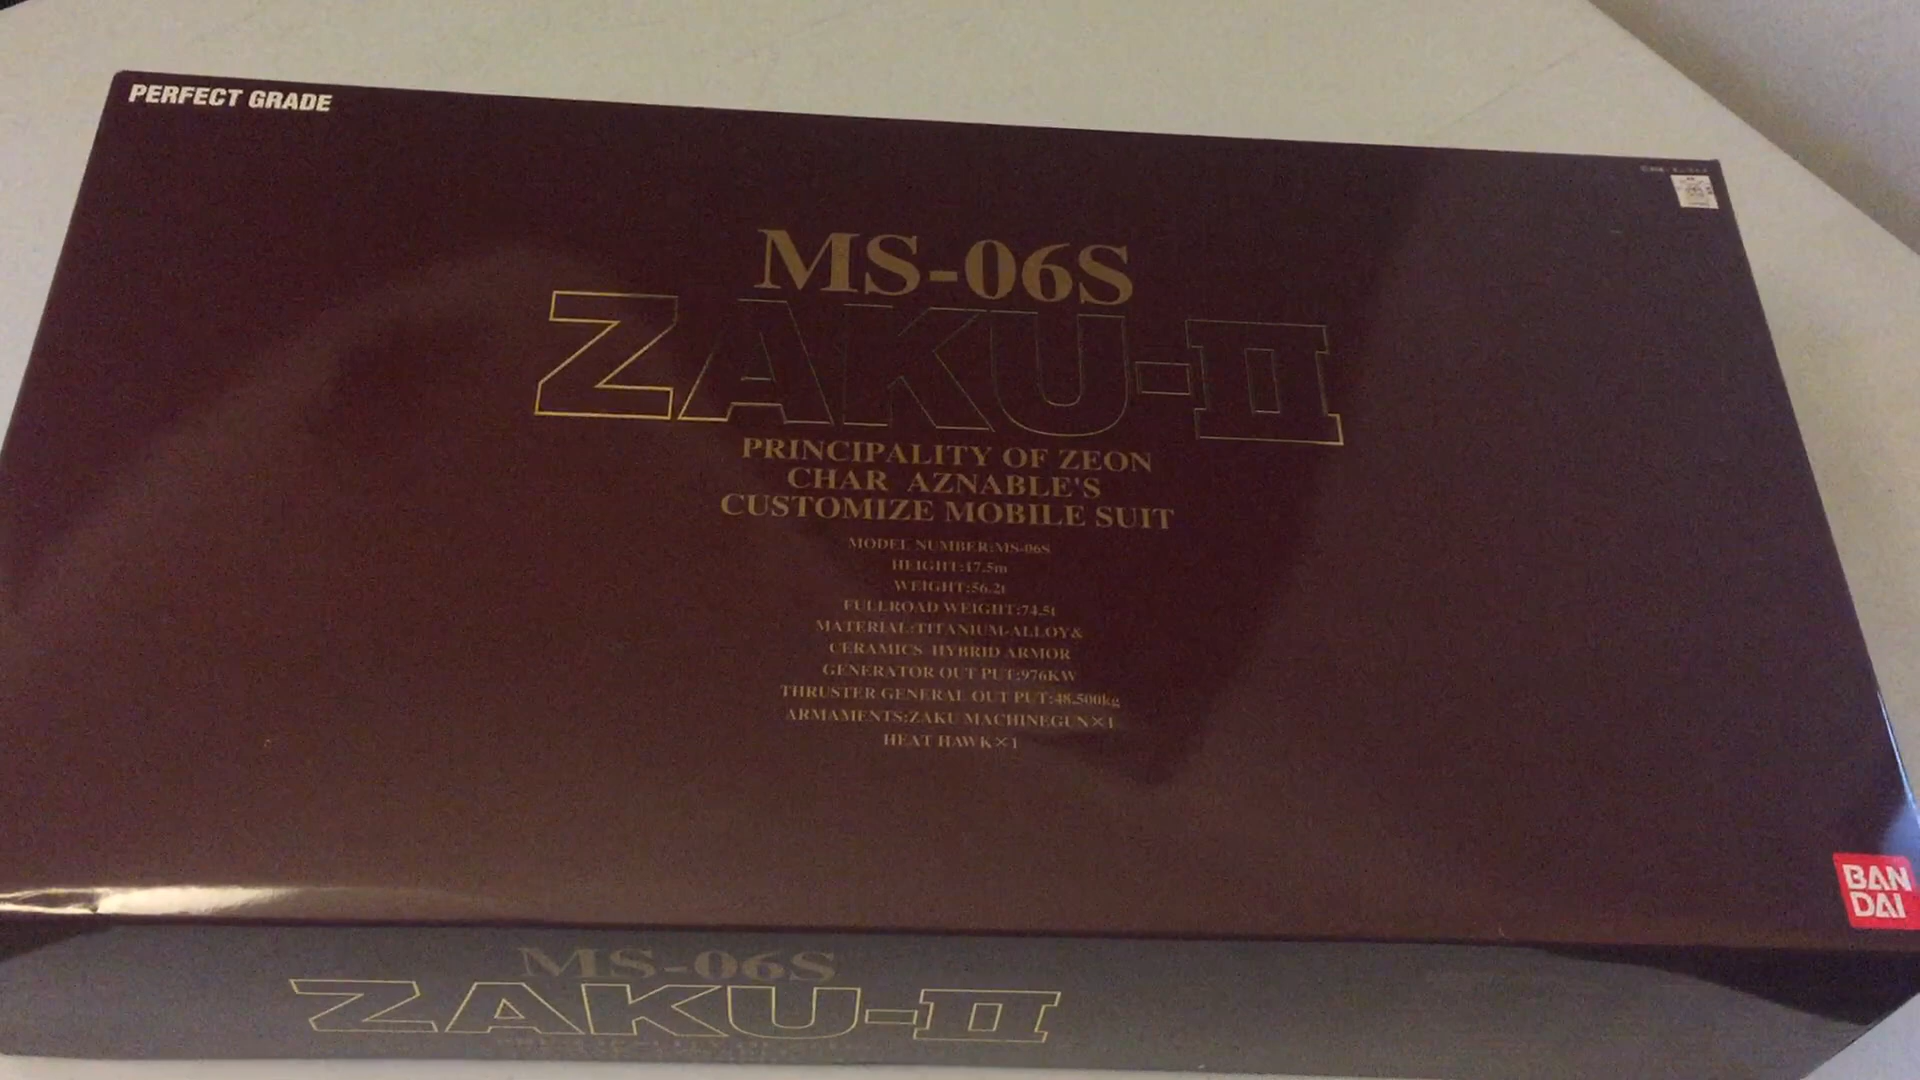 PERFECT GRADE
MS-06S
ZAKU-II
PRINCIPALITY OF ZEON
CHAR AZNABLE'S
CUSTOMIZE MOBILE SUIT
MODEL NUMBER:MS-06S
HEIGHT:17.5m
WEIGHT:56.2t
FULLROAD WEIGHT:74.5t
MATERIAL:TITANIUM-ALLOY&
CERAMICS HYBRID ARMOR
GENERATOR OUT PUT:976KW
THRUSTER GENERAL OUT PUT:48.500kg
ARMAMENTS:ZAKU MACHINEGUN×1
HEAT HAWK×1
BAN
DAI
MS-06S
ZAKU-II